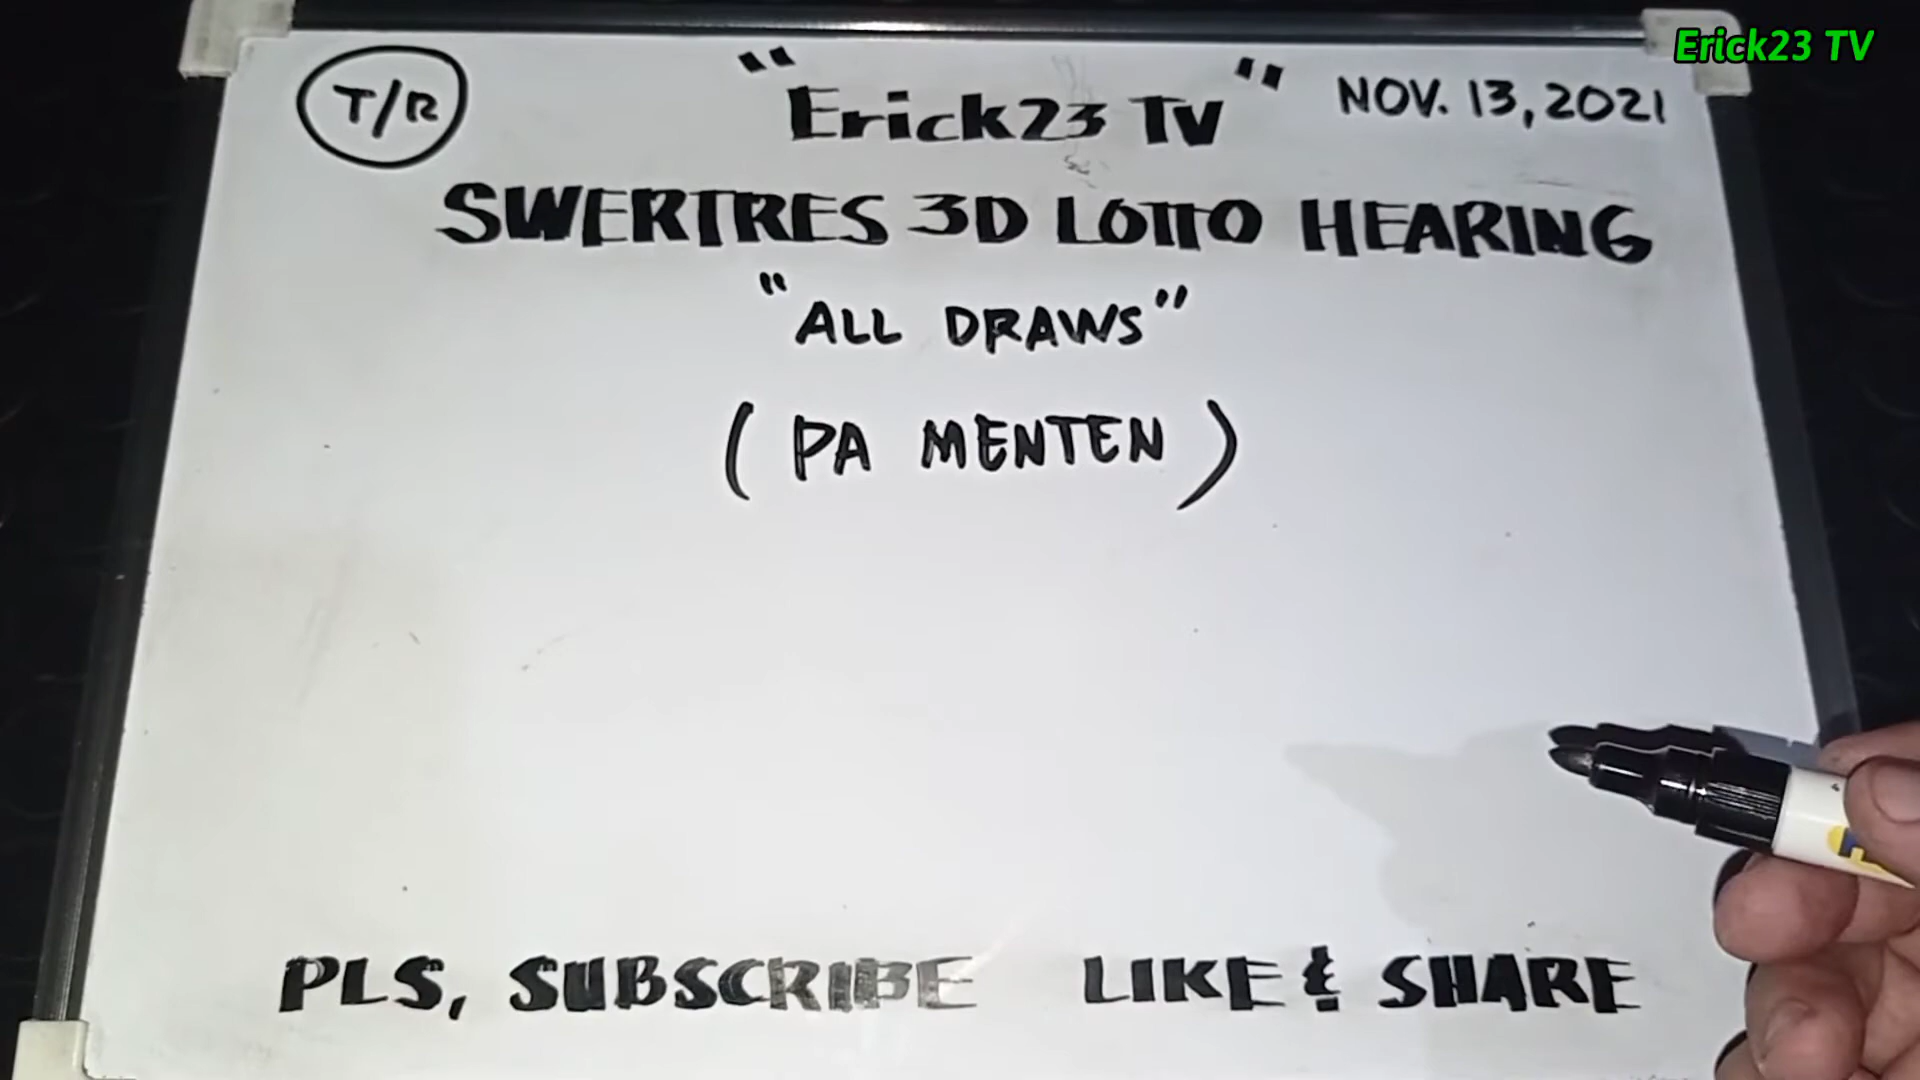 Erick23 TV
T/R
"Erick23 TV"
NOV. 13, 2021
SWERTRES 3D LOTTO HEARING
"ALL DRAWS"
( PA MENTEN )
PLS, SUBSCRIBE LIKE & SHARE